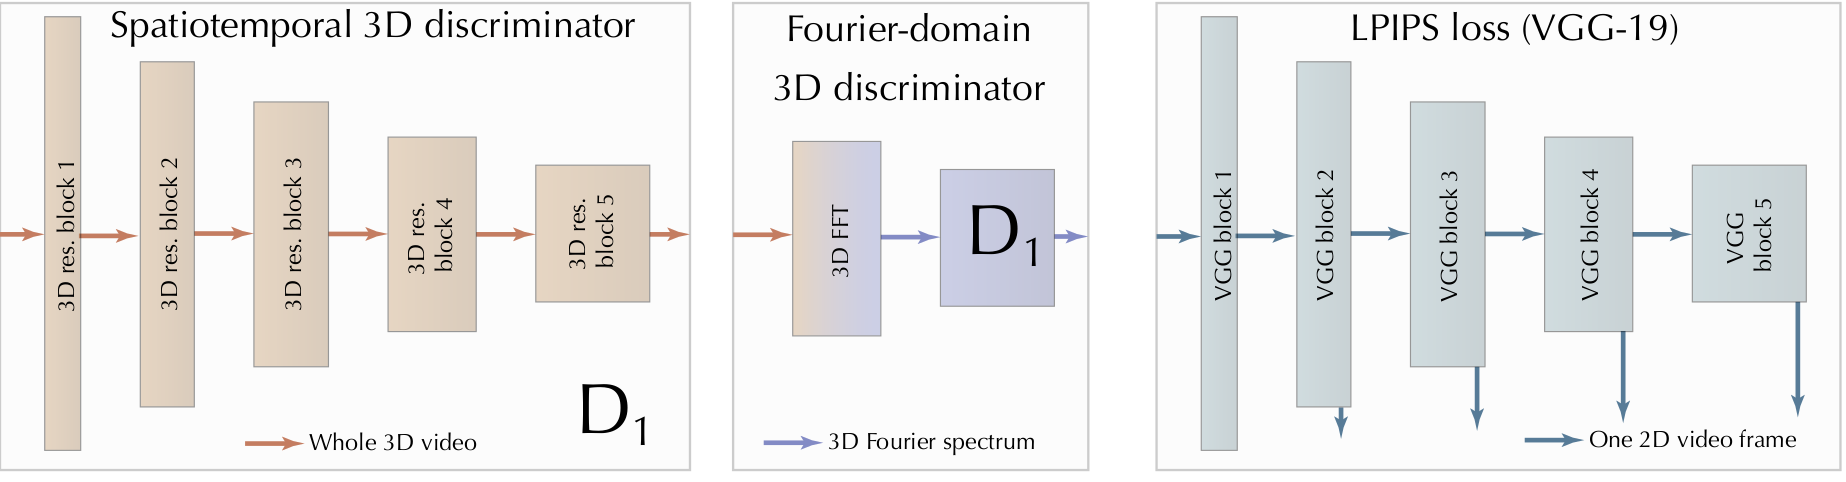 Spatiotemporal 3D discriminator
3D res. block 1
3D res. block 2
3D res. block 3
3D res.
block 4
3D res.
block 5
D1
Whole 3D video
Fourier-domain
3D discriminator
3D FFT
D1
3D Fourier spectrum
LPIPS loss (VGG-19)
VGG block 1
VGG block 2
VGG block 3
VGG block 4
VGG
block 5
One 2D video frame